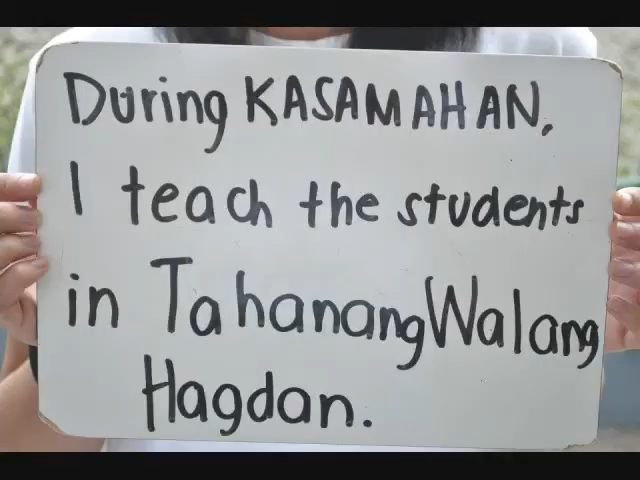 During KASAMAHAN,
I teach the students
in Tahanang Walang
Hagdan.